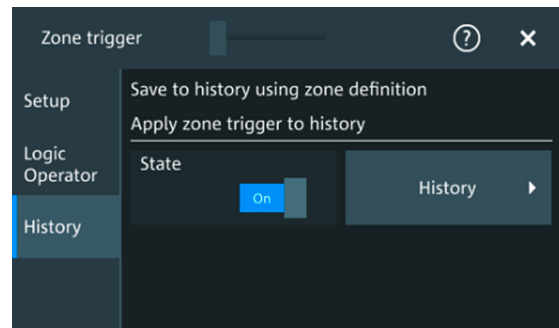 Zone trigger
?
Setup
Logic
Operator
History
Save to history using zone definition
Apply zone trigger to history
State
On
History